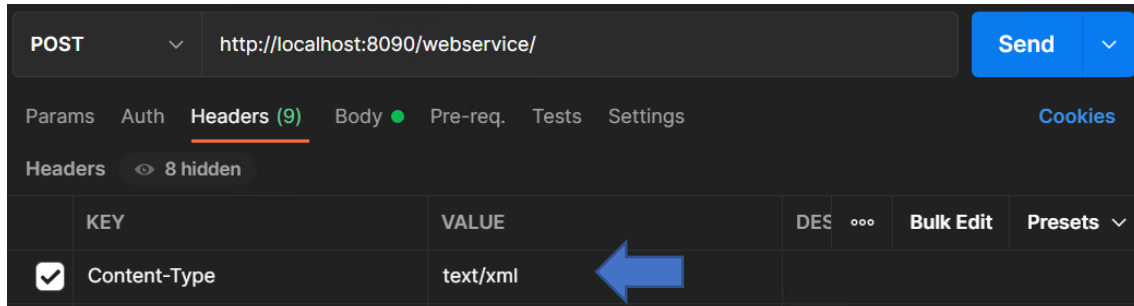 POST http://localhost:8090/webservice/ Send
Params Auth Headers (9) Body Pre-req. Tests Settings Cookies
Headers 8 hidden
KEY VALUE DES ooo Bulk Edit Presets
Content-Type text/xml